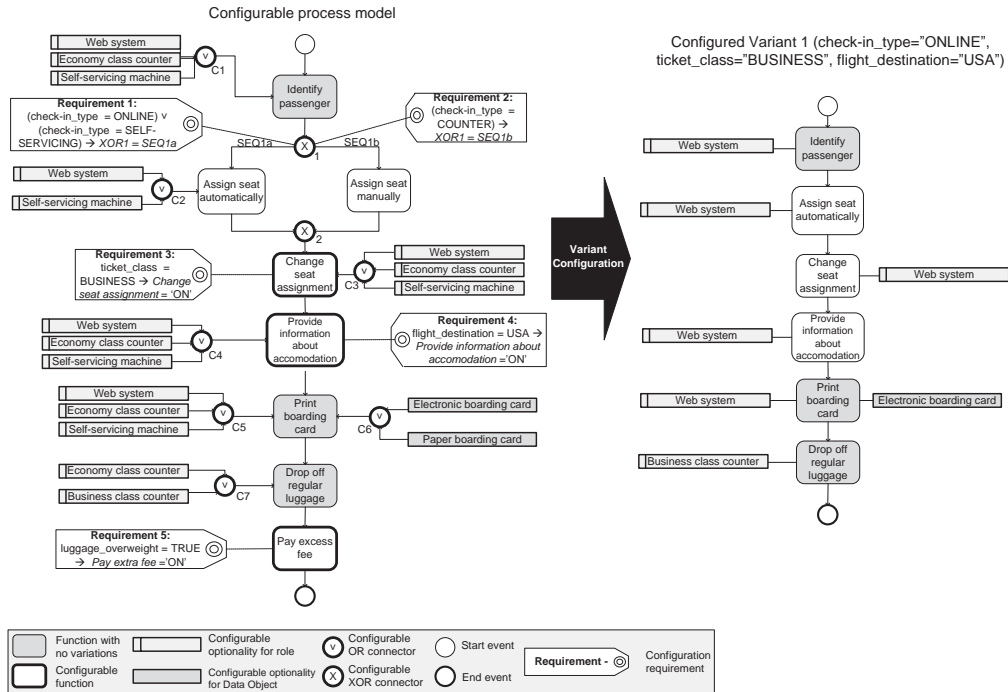 Configurable process model
Web system
Economy class counter
Self-servicing machine
C1
Identify
passenger
Requirement 1:
(check-in_type = ONLINE) v
(check-in_type = SELF-
SERVICING) → XOR1 = SEQ1a
Requirement 2:
(check-in_type =
COUNTER) →
XOR1 = SEQ1b
SEQ1a
X
1
SEQ1b
Web system
Self-servicing machine
v
C2
Assign seat
automatically
Assign seat
manually
X
2
Requirement 3:
ticket_class =
BUSINESS → Change
seat assignment = 'ON'
Change
seat
assignment
v
C3
Web system
Economy class counter
Self-servicing machine
Web system
Economy class counter
Self-servicing machine
v
C4
Provide
information
about
accomodation
Requirement 4:
flight_destination = USA →
Provide information about
accomodation ='ON'
Web system
Economy class counter
Self-servicing machine
v
C5
Print
boarding
card
v
C6
Electronic boarding card
Paper boarding card
Economy class counter
Business class counter
v
C7
Drop off
regular
luggage
Requirement 5:
luggage_overweight = TRUE
→ Pay extra fee ='ON'
Pay excess
fee
Variant
Configuration
Configured Variant 1 (check-in_type="ONLINE",
ticket_class="BUSINESS", flight_destination="USA")
Web system
Identify
passenger
Web system
Assign seat
automatically
Change
seat
assignment
Web system
Web system
Provide
information
about
accomodation
Web system
Print
boarding
card
Electronic boarding card
Business class counter
Drop off
regular
luggage
Function with
no variations
Configurable
function
Configurable
optionality for role
Configurable optionality
for Data Object
v
Configurable
OR connector
X
Configurable
XOR connector
Start event
End event
Requirement -
Configuration
requirement